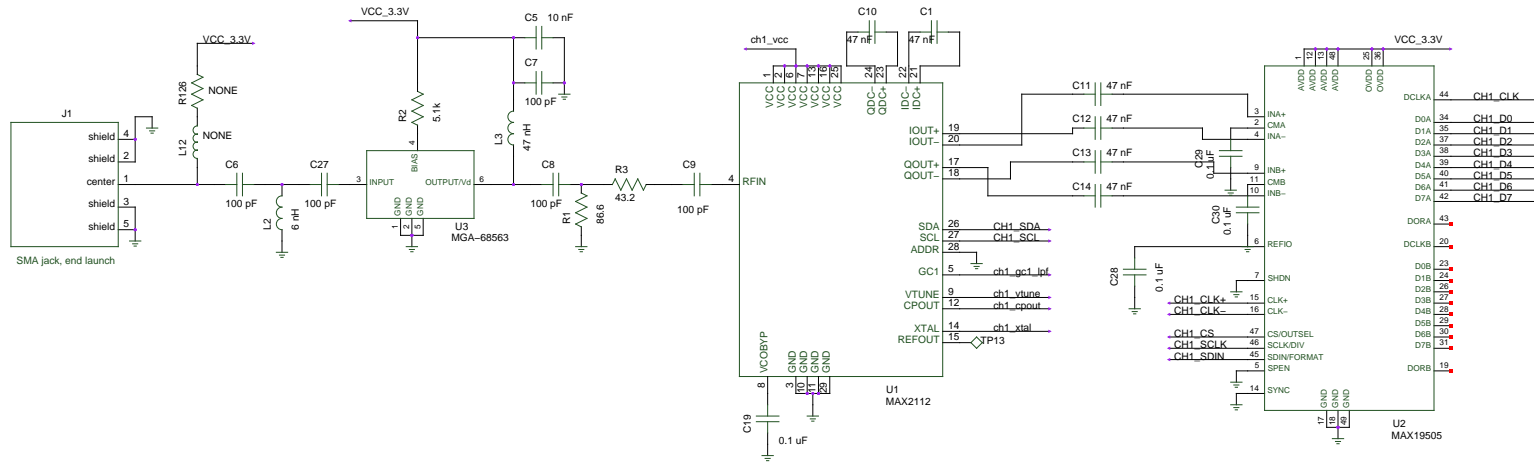 VCC_3.3V
C5
10 nF
C7
100 pF
VCC_3.3V
R126
NONE
NONE
L12
R2
5.1k
L3
47 nH
J1
shield 4
shield 2
center 1
shield 3
shield 5
SMA jack, end launch
C6
100 pF
L2
6 nH
C27
100 pF
4
BIAS
3 INPUT
OUTPUT/Vd 6
GND
GND
GND
1
2
5
U3
MGA-68563
C8
100 pF
R1
86.6
R3
43.2
C9
100 pF
ch1_vcc
C10
47 nF
C1
47 nF
1
2
6
7
13
16
25
VCC
VCC
VCC
VCC
VCC
VCC
VCC
24
23
22
21
QDC−
QDC+
IDC−
IDC+
4 RFIN
IOUT+ 19
IOUT− 20
QOUT+ 17
QOUT− 18
SDA 26 CH1_SDA
SCL 27 CH1_SCL
ADDR 28
GC1 5 ch1_gc1_lpf
VTUNE 9 ch1_vtune
CPOUT 12 ch1_cpout
XTAL 14 ch1_xtal
REFOUT 15 TP13
VCOBYP
8
GND
GND
GND
GND
3
10
11
29
U1
MAX2112
C19
0.1 uF
C11 47 nF
C12 47 nF
C13 47 nF
C14 47 nF
C29
0.1 uF
C30
0.1 uF
C28
0.1 uF
VCC_3.3V
1
12
13
48
25
36
AVDD
AVDD
AVDD
AVDD
OVDD
OVDD
3 INA+
2 CMA
4 INA−
9 INB+
11 CMB
10 INB−
6 REFIO
7 SHDN
CH1_CLK+ 15 CLK+
CH1_CLK− 16 CLK−
CH1_CS 47 CS/OUTSEL
CH1_SCLK 46 SCLK/DIV
CH1_SDIN 45 SDIN/FORMAT
5 SPEN
14 SYNC
DCLKA 44 CH1_CLK
D0A 34 CH1_D0
D1A 35 CH1_D1
D2A 37 CH1_D2
D3A 38 CH1_D3
D4A 39 CH1_D4
D5A 40 CH1_D5
D6A 41 CH1_D6
D7A 42 CH1_D7
DORA 43
DCLKB 20
D0B 23
D1B 24
D2B 26
D3B 27
D4B 28
D5B 29
D6B 30
D7B 31
DORB 19
GND
GND
GND
17
18
49
U2
MAX19505